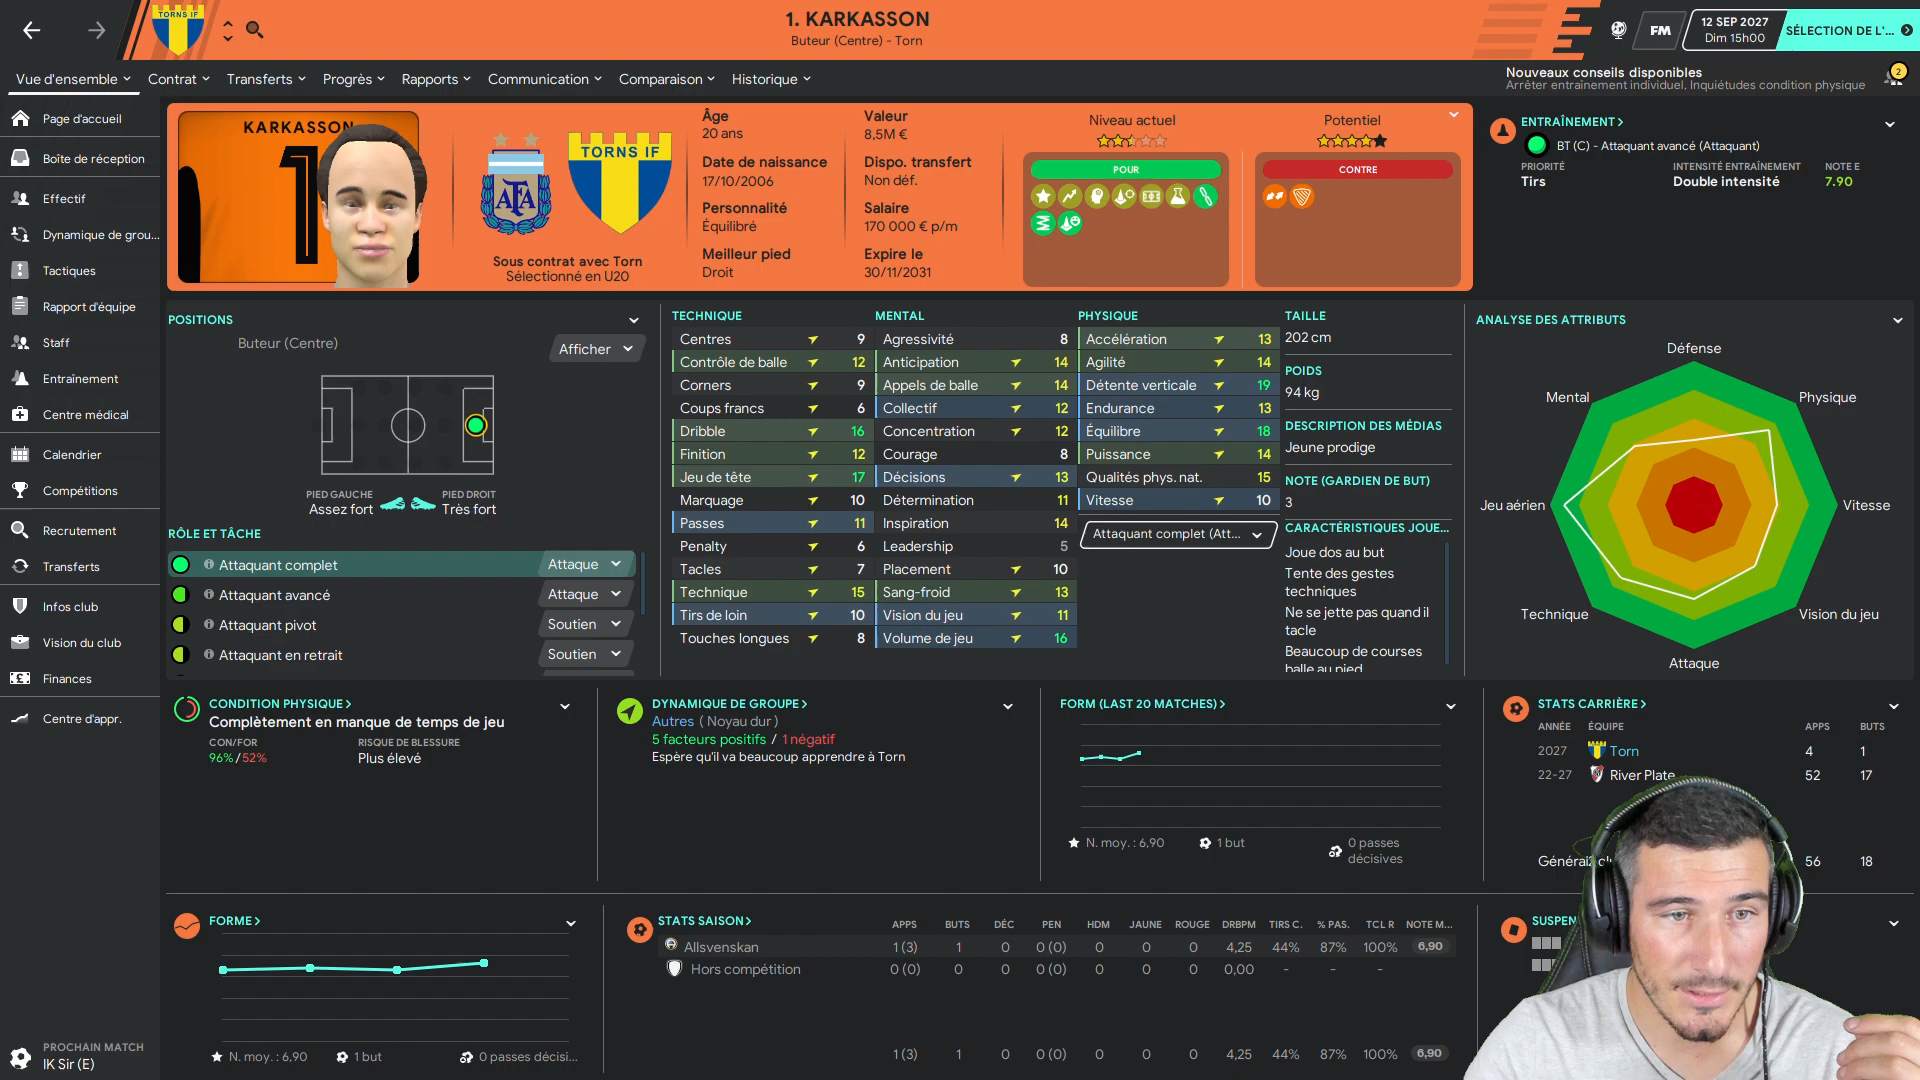 1. KARKASSON
Buteur (Centre) - Torn
FM
12 SEP 2027
Dim 15h00
SÉLECTION DE L'...
Vue d'ensemble
Contrat
Transferts
Progrès
Rapports
Communication
Comparaison
Historique
Nouveaux conseils disponibles
Arrêter entrainement individuel, Inquiétudes condition physique
2
Page d'accueil
Boîte de réception
Effectif
Dynamique de grou...
Tactiques
Rapport d'équipe
Staff
Entraînement
Centre médical
Calendrier
Compétitions
Recrutement
Transferts
Infos club
Vision du club
Finances
Centre d'appr.
PROCHAIN MATCH
IK Sir (E)
KARKASSON
1
AFA
TORNS IF
Sous contrat avec Torn
Sélectionné en U20
Âge
20 ans
Date de naissance
17/10/2006
Personnalité
Équilibré
Meilleur pied
Droit
Valeur
8,5M €
Dispo. transfert
Non déf.
Salaire
170 000 € p/m
Expire le
30/11/2031
Niveau actuel
POUR
Potentiel
CONTRE
ENTRAÎNEMENT
BT (C) - Attaquant avancé (Attaquant)
PRIORITÉ
INTENSITÉ ENTRAÎNEMENT
NOTE E
Tirs
Double intensité
7.90
POSITIONS
Buteur (Centre)
Afficher
PIED GAUCHE
Assez fort
PIED DROIT
Très fort
RÔLE ET TÂCHE
Attaquant complet Attaque
Attaquant avancé Attaque
Attaquant pivot Soutien
Attaquant en retrait Soutien
TECHNIQUE
Centres 9
Contrôle de balle 12
Corners 9
Coups francs 6
Dribble 16
Finition 12
Jeu de tête 17
Marquage 10
Passes 11
Penalty 6
Tacles 7
Technique 15
Tirs de loin 10
Touches longues 8
MENTAL
Agressivité 8
Anticipation 14
Appels de balle 14
Collectif 12
Concentration 12
Courage 8
Décisions 13
Détermination 11
Inspiration 14
Leadership 5
Placement 10
Sang-froid 13
Vision du jeu 11
Volume de jeu 16
PHYSIQUE
Accélération 13
Agilité 14
Détente verticale 19
Endurance 13
Équilibre 18
Puissance 14
Qualités phys. nat. 15
Vitesse 10
Attaquant complet (Att...
TAILLE
202 cm
POIDS
94 kg
DESCRIPTION DES MÉDIAS
Jeune prodige
NOTE (GARDIEN DE BUT)
3
CARACTÉRISTIQUES JOUE...
Joue dos au but
Tente des gestes
techniques
Ne se jette pas quand il
tacle
Beaucoup de courses
balle au pied
ANALYSE DES ATTRIBUTS
Défense
Mental
Physique
Jeu aérien
Vitesse
Technique
Vision du jeu
Attaque
CONDITION PHYSIQUE
Complètement en manque de temps de jeu
CON/FOR
RISQUE DE BLESSURE
96% / 52%
Plus élevé
DYNAMIQUE DE GROUPE
Autres ( Noyau dur )
5 facteurs positifs / 1 négatif
Espère qu'il va beaucoup apprendre à Torn
FORM (LAST 20 MATCHES)
N. moy. : 6,90
1 but
0 passes
décisives
STATS CARRIÈRE
ANNÉE ÉQUIPE APPS BUTS
2027 Torn 4 1
22-27 River Plate 52 17
56 18
FORME
N. moy. : 6,90
1 but
0 passes décisi...
STATS SAISON
APPS BUTS DÉC PEN HDM JAUNE ROUGE DRBPM TIRS C. % PAS. TCL R NOTE M...
Allsvenskan 1 (3) 1 0 0 (0) 0 0 0 4,25 44% 87% 100% 6,90
Hors compétition 0 (0) 0 0 0 (0) 0 0 0 0,00 - - -
1 (3) 1 0 0 (0) 0 0 0 4,25 44% 87% 100% 6,90